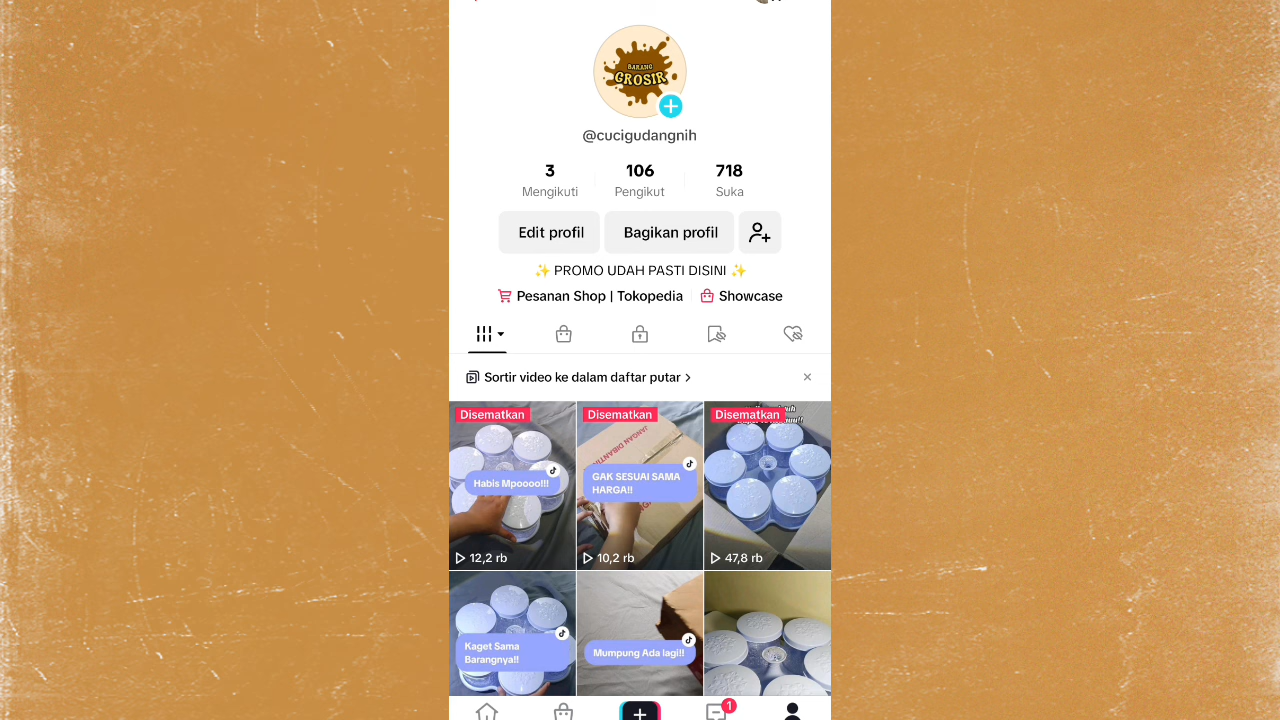 BARANG
GROSIR
@cucigudangnih
3 106 718
Mengikuti Pengikut Suka
Edit profil Bagikan profil
✨ PROMO UDAH PASTI DISINI ✨
Pesanan Shop | Tokopedia Showcase
Sortir video ke dalam daftar putar
Disematkan
Habis Mpoooo!!!
12,2 rb
Disematkan
JANGAN DIBANTING
GAK SESUAI SAMA
HARGA!!
10,2 rb
Disematkan
47,8 rb
Kaget Sama
Barangnya!!
Mumpung Ada lagi!!
1